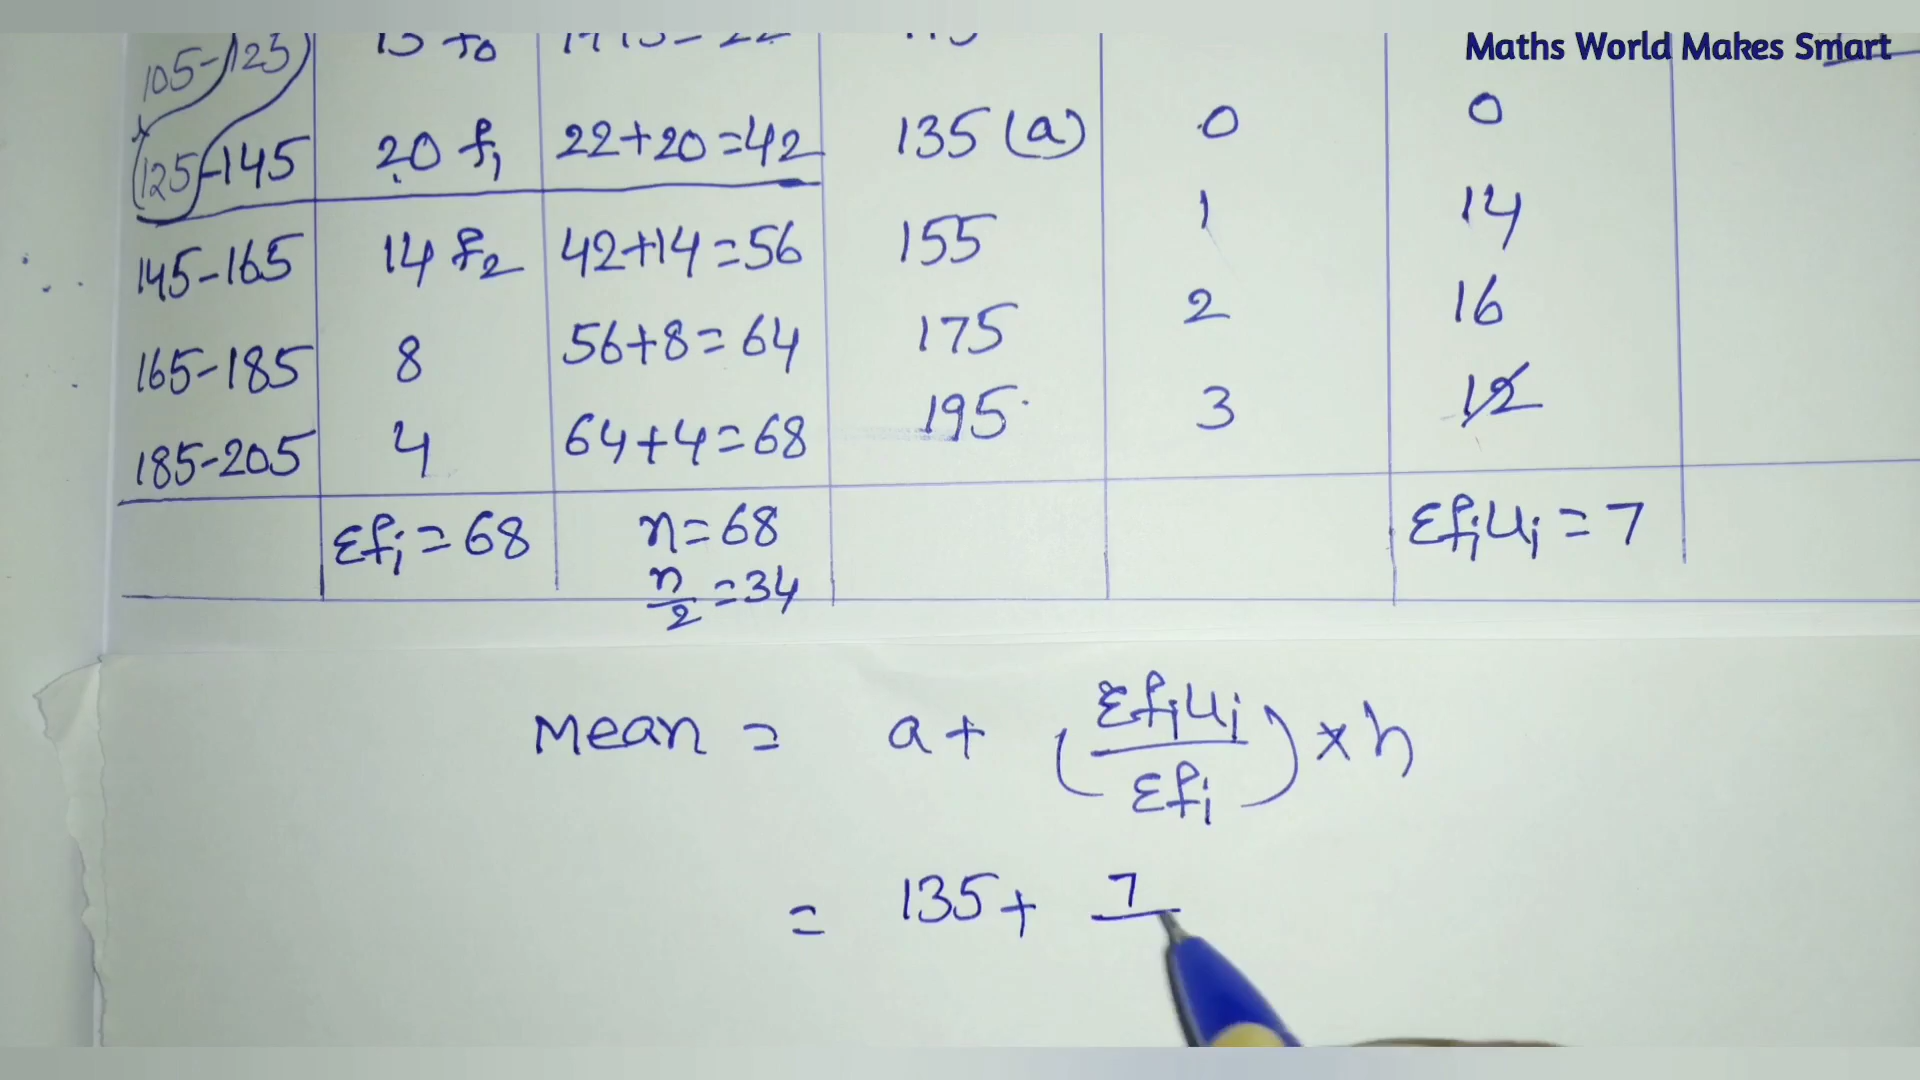 Maths World Makes Smart
105-125
125-145 20 f₁ 22+20=42 135 (a) 0 0
145-165 14 f₂ 42+14=56 155 1 14
165-185 8 56+8=64 175 2 16
185-205 4 64+4=68 195 3 12
Σfᵢ=68 n=68 Σfᵢuᵢ=7
n/2=34
Mean = a+ (Σfᵢuᵢ/Σfᵢ)×h
= 135+ 7